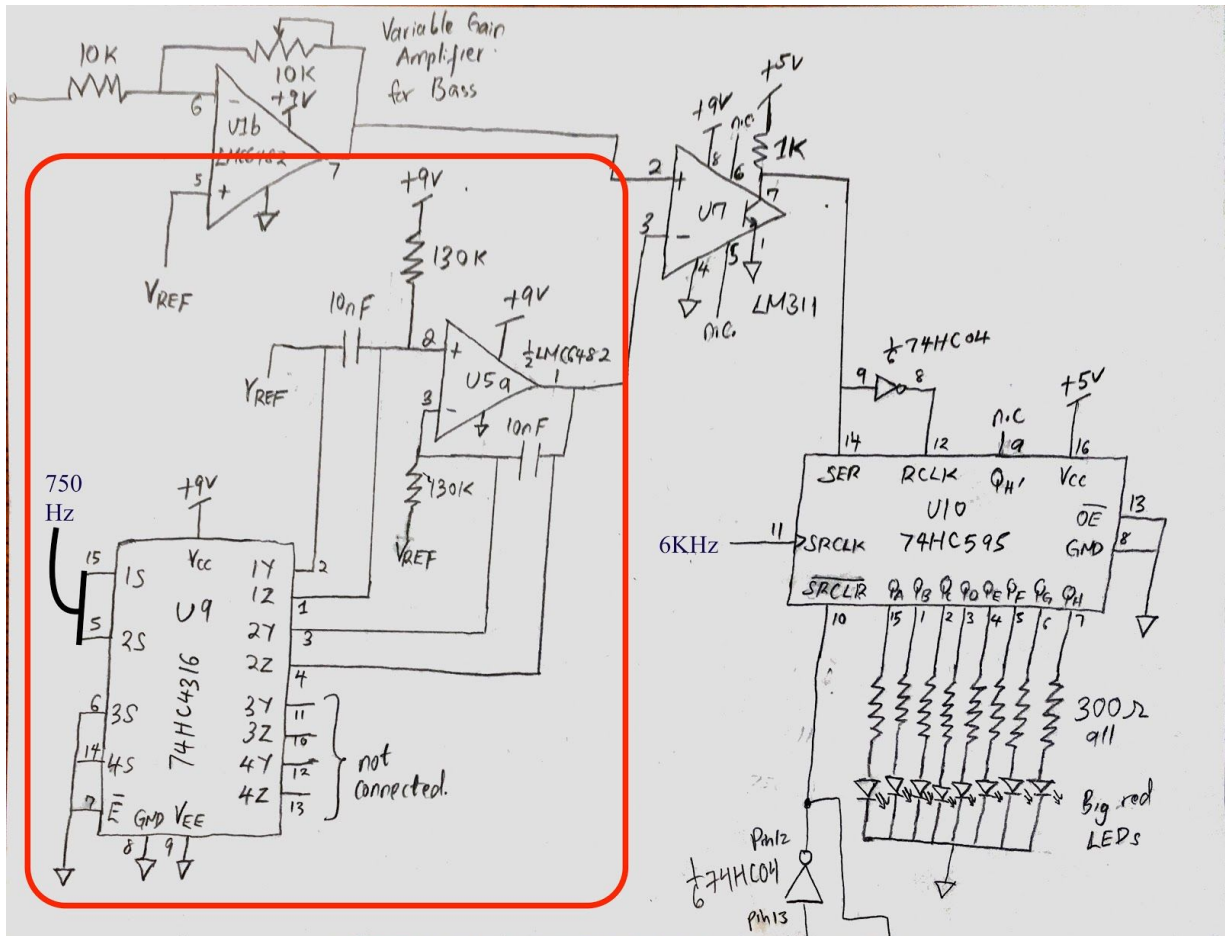 Variable Gain
Amplifier
for Bass
10K
10K
+9V
6
-
U1b
LMC6482
7
5
+
VREF
+5V
1K
+9V
n.c.
8
6
7
2
+
U7
3
-
4
5
1
n.c.
LM311
+9V
130K
10nF
+9V
1/2 LMC6482
2
+
U5a
1
3
-
VREF
10nF
130K
VREF
1/6 74HC04
9
8
+5V
n.c
14
12
9
16
SER
RCLK
QH'
Vcc
U10
74HC595
OE
13
GND
8
6KHz
11
SRCLK
SRCLR
QA
QB
QC
QD
QE
QF
QG
QH
10
15
1
2
3
4
5
6
7
300Ω
all
Big red
LEDs
Pin12
1/6 74HC04
Pin13
750
Hz
+9V
Vcc
U9
74HC4316
15
1S
5
2S
6
3S
14
4S
7
E
GND
VEE
8
9
1Y
2
1Z
1
2Y
3
2Z
4
3Y
11
3Z
10
4Y
12
4Z
13
not
connected.